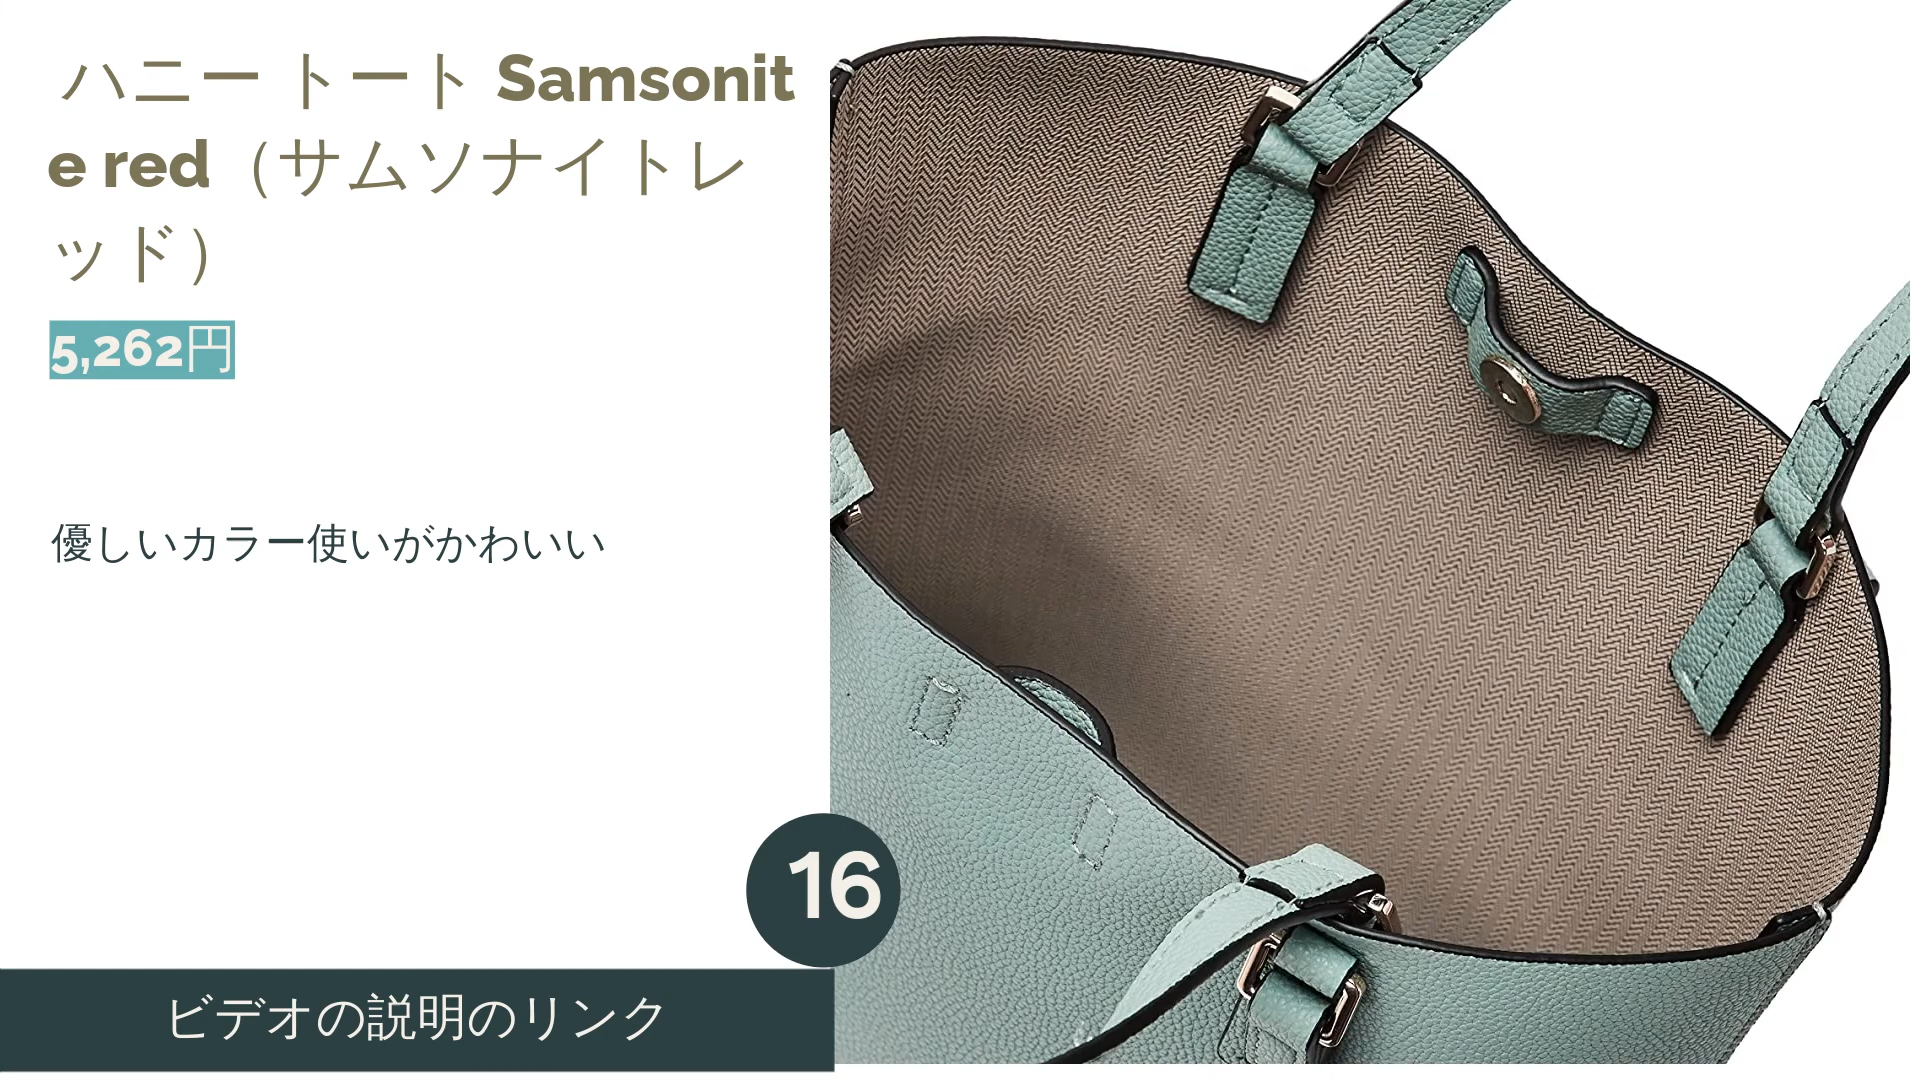 ハニー トート Samsonit
e red（サムソナイトレ
ッド）
5,262円
優しいカラー使いがかわいい
16
ビデオの説明のリンク